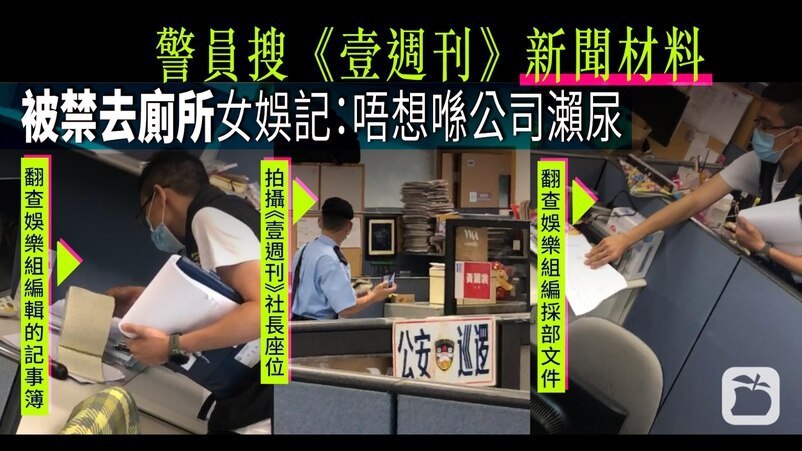 警員搜《壹週刊》新聞材料
被禁去廁所女娛記：唔想喺公司瀨尿
翻查娛樂組編輯的記事簿
拍攝《壹週刊》社長座位
翻查娛樂組編採部文件
公安 巡逻